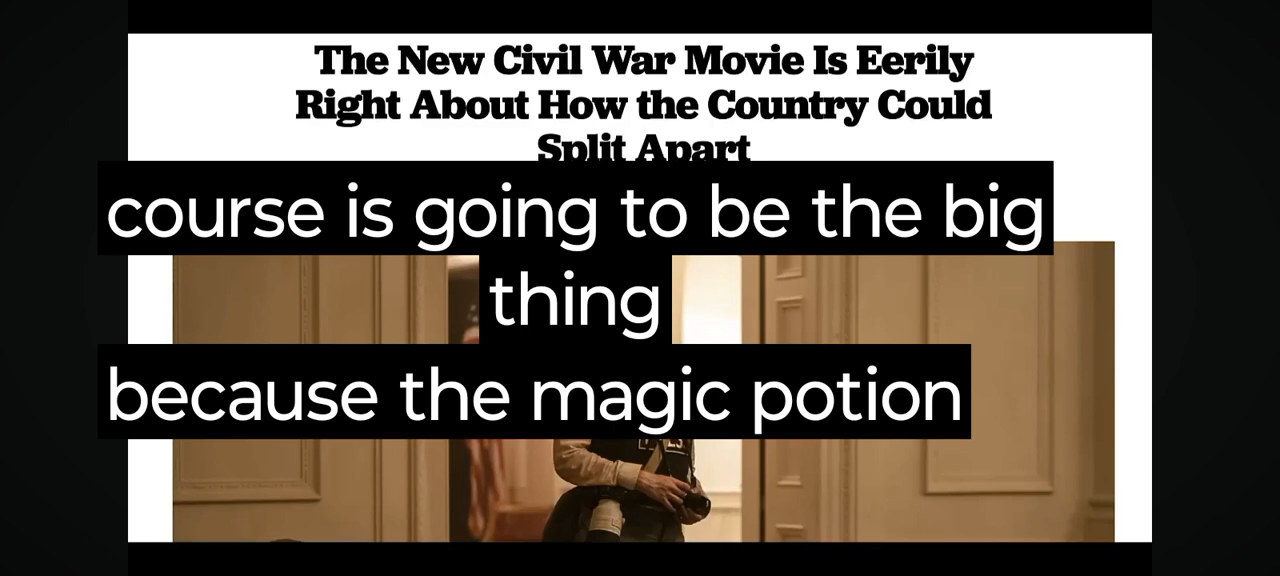 The New Civil War Movie Is Eerily
Right About How the Country Could
Split Apart
course is going to be the big
thing
because the magic potion